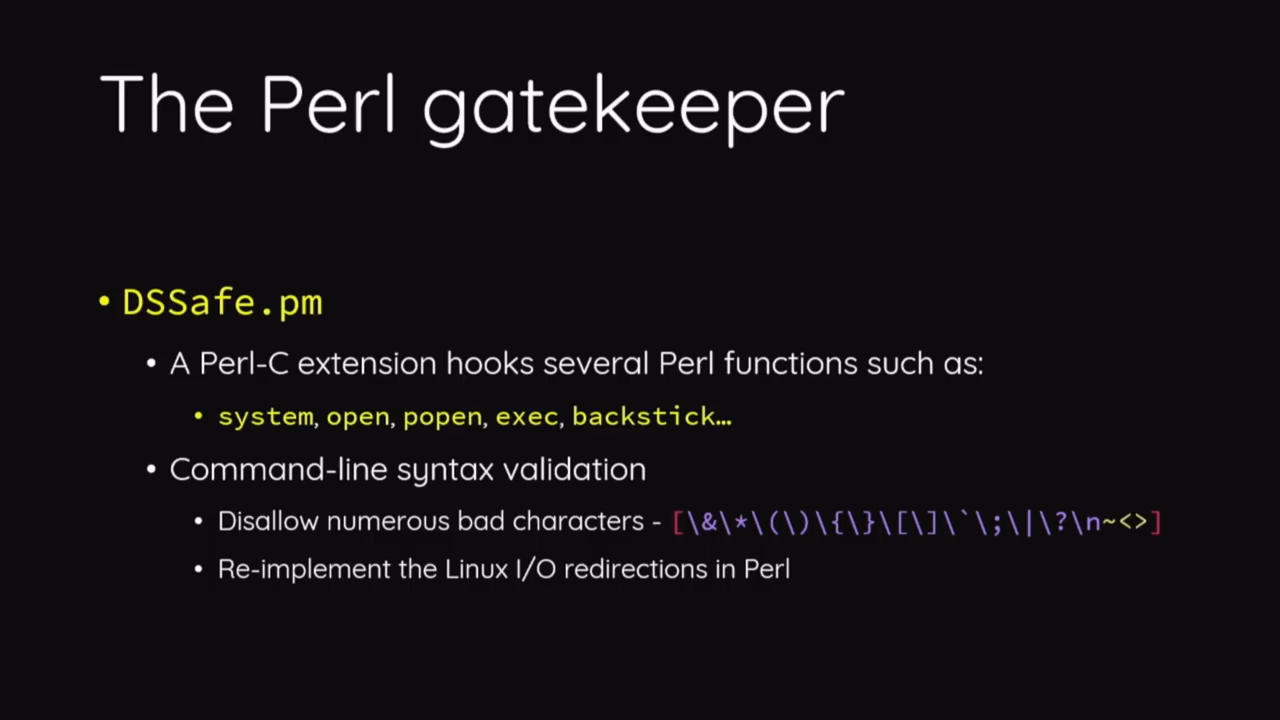 The Perl gatekeeper
• DSSafe.pm
• A Perl-C extension hooks several Perl functions such as:
• system, open, popen, exec, backstick…
• Command-line syntax validation
• Disallow numerous bad characters - [\&\*\(\)\{\}\[\]\`\;\|\?\n~<>]
• Re-implement the Linux I/O redirections in Perl